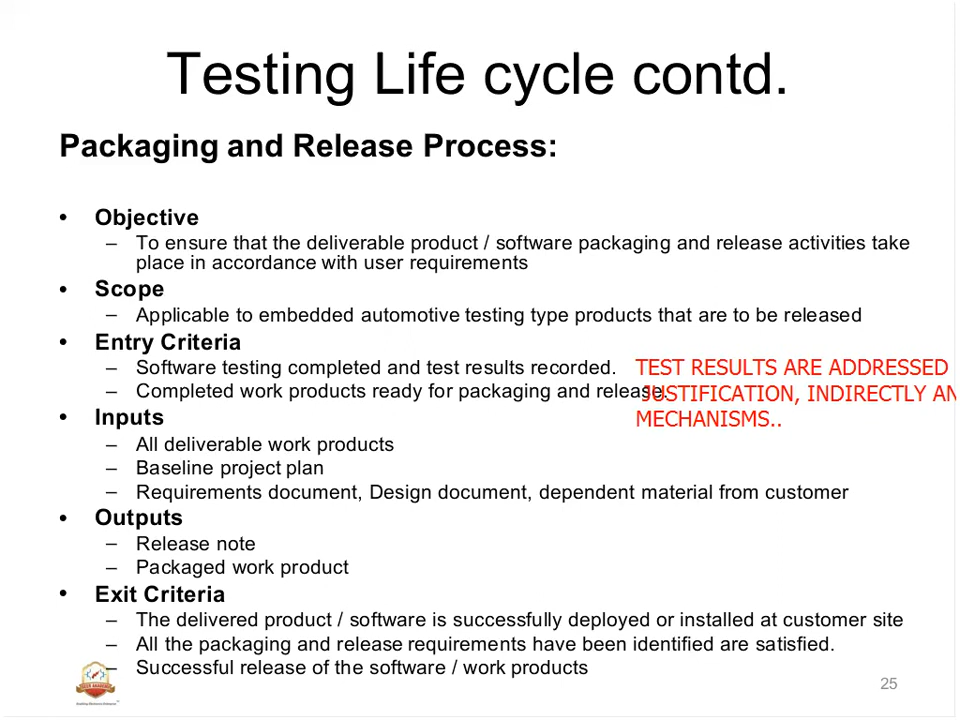 Testing Life cycle contd.
Packaging and Release Process:
• Objective
– To ensure that the deliverable product / software packaging and release activities take
place in accordance with user requirements
• Scope
– Applicable to embedded automotive testing type products that are to be released
• Entry Criteria
– Software testing completed and test results recorded.
– Completed work products ready for packaging and release.
TEST RESULTS ARE ADDRESSED
JUSTIFICATION, INDIRECTLY AN
MECHANISMS..
• Inputs
– All deliverable work products
– Baseline project plan
– Requirements document, Design document, dependent material from customer
• Outputs
– Release note
– Packaged work product
• Exit Criteria
– The delivered product / software is successfully deployed or installed at customer site
– All the packaging and release requirements have been identified are satisfied.
– Successful release of the software / work products
25